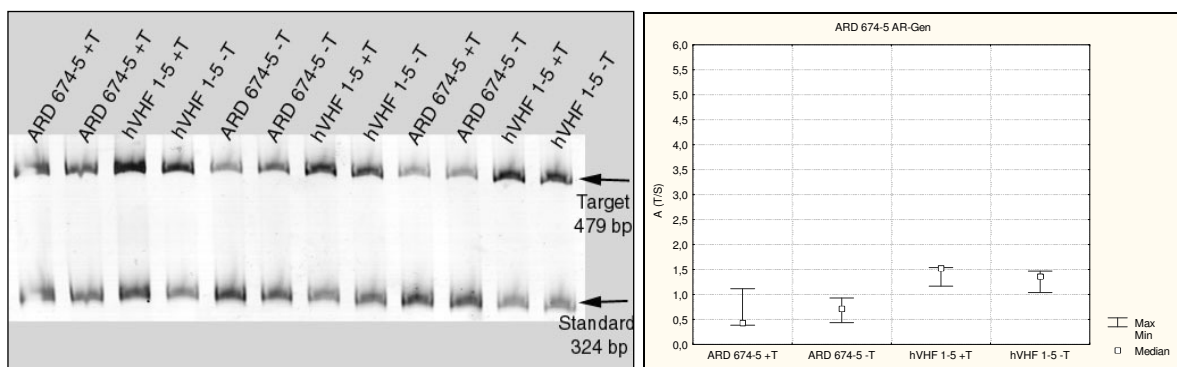 ARD 674-5 +T
ARD 674-5 +T
hVHF 1-5 +T
hVHF 1-5 -T
ARD 674-5 -T
ARD 674-5 -T
hVHF 1-5 +T
hVHF 1-5 -T
ARD 674-5 +T
ARD 674-5 -T
hVHF 1-5 +T
hVHF 1-5 -T
Target
479 bp
Standard
324 bp
ARD 674-5 AR-Gen
A (T/S)
6,0
5,5
5,0
4,5
4,0
3,5
3,0
2,5
2,0
1,5
1,0
0,5
0,0
ARD 674-5 +T
ARD 674-5 -T
hVHF 1-5 +T
hVHF 1-5 -T
Max
Min
Median